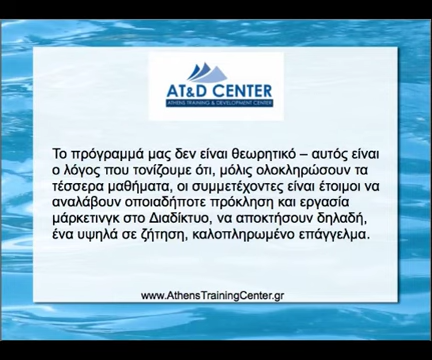 AT&D CENTER
ATHENS TRAINING & DEVELOPMENT CENTER
Το πρόγραμμά μας δεν είναι θεωρητικό – αυτός είναι
ο λόγος που τονίζουμε ότι, μόλις ολοκληρώσουν τα
τέσσερα μαθήματα, οι συμμετέχοντες είναι έτοιμοι να
αναλάβουν οποιαδήποτε πρόκληση και εργασία
μάρκετινγκ στο Διαδίκτυο, να αποκτήσουν δηλαδή,
ένα υψηλά σε ζήτηση, καλοπληρωμένο επάγγελμα.
www.AthensTrainingCenter.gr